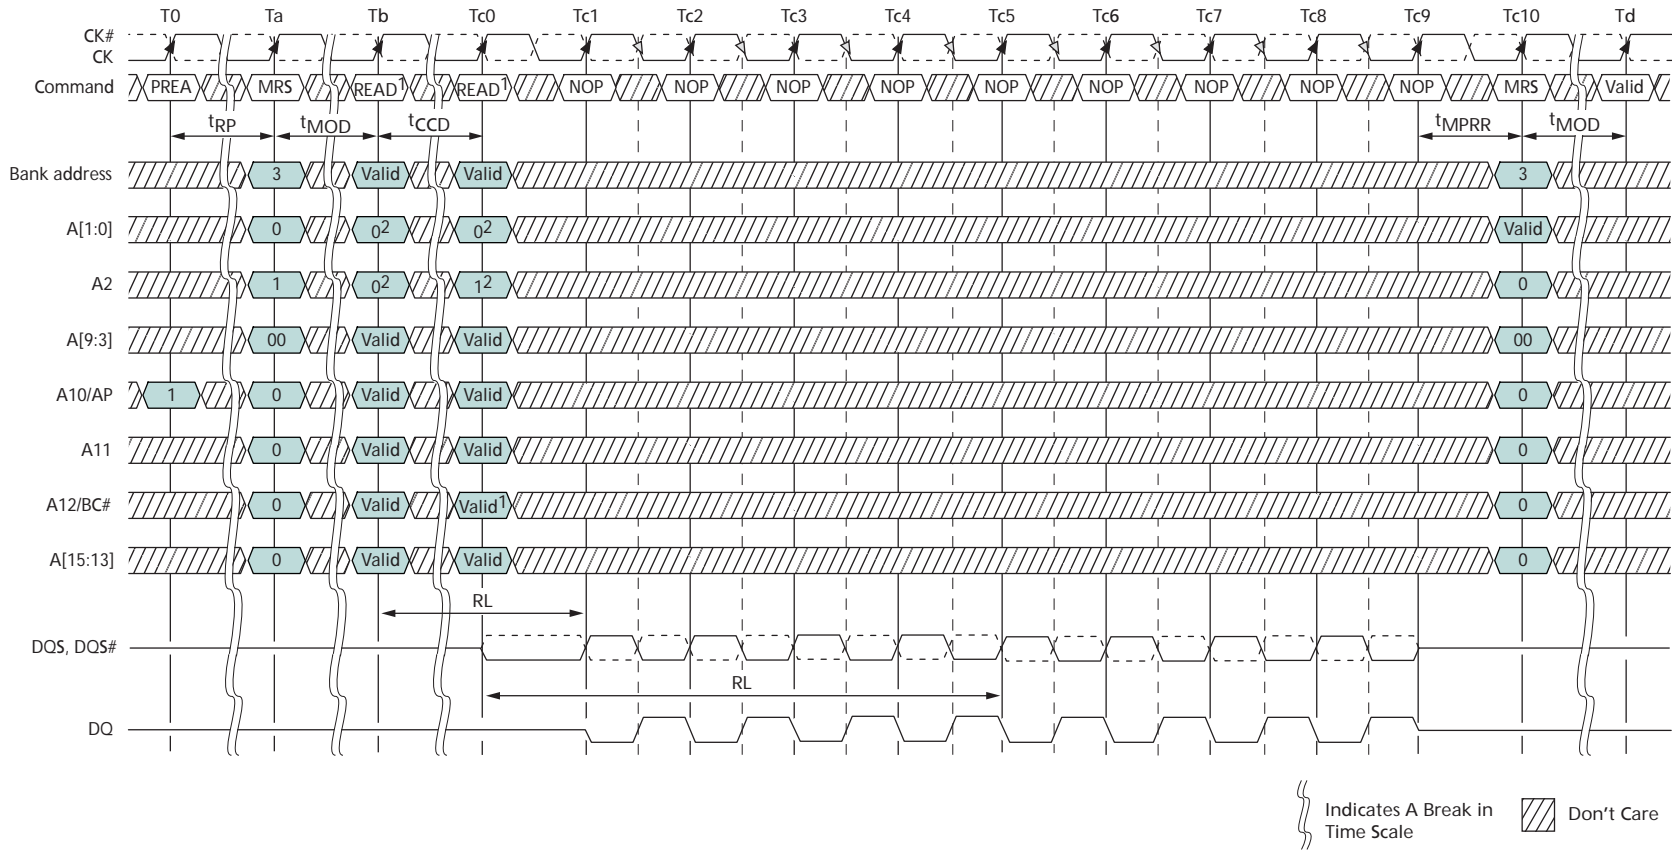 T0 Ta Tb Tc0 Tc1 Tc2 Tc3 Tc4 Tc5 Tc6 Tc7 Tc8 Tc9 Tc10 Td
CK#
CK
Command PREA MRS READ1 READ1 NOP NOP NOP NOP NOP NOP NOP NOP NOP MRS Valid
tRP tMOD tCCD tMPRR tMOD
Bank address 3 Valid Valid 3
A[1:0] 0 02 02 Valid
A2 1 02 12 0
A[9:3] 00 Valid Valid 00
A10/AP 1 0 Valid Valid 0
A11 0 Valid Valid 0
A12/BC# 0 Valid Valid1 0
A[15:13] 0 Valid Valid 0
RL
DQS, DQS#
RL
DQ
Indicates A Break in
Time Scale
Don't Care